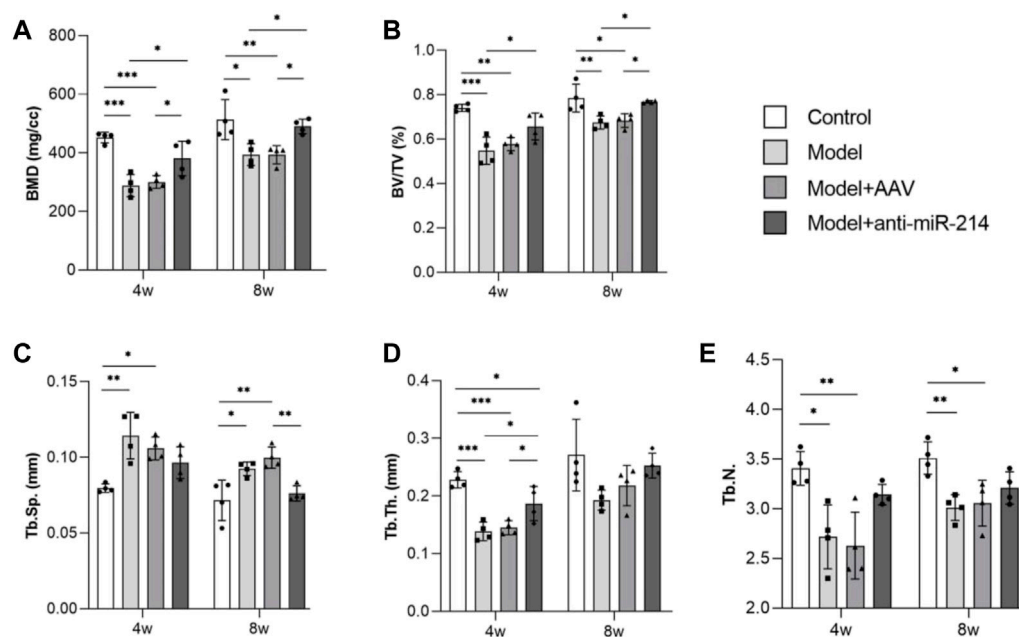 A
BMD (mg/cc)
800
600
400
200
0
4w
8w
***
***
*
*
*
**
*
*
B
BV/TV (%)
1.0
0.8
0.6
0.4
0.2
0.0
4w
8w
***
**
*
**
*
*
*
Control
Model
Model+AAV
Model+anti-miR-214
C
Tb.Sp. (mm)
0.15
0.10
0.05
0.00
4w
8w
**
*
*
**
**
D
Tb.Th. (mm)
0.4
0.3
0.2
0.1
0.0
4w
8w
***
***
*
*
*
E
Tb.N.
4.5
4.0
3.5
3.0
2.5
2.0
4w
8w
*
**
**
*